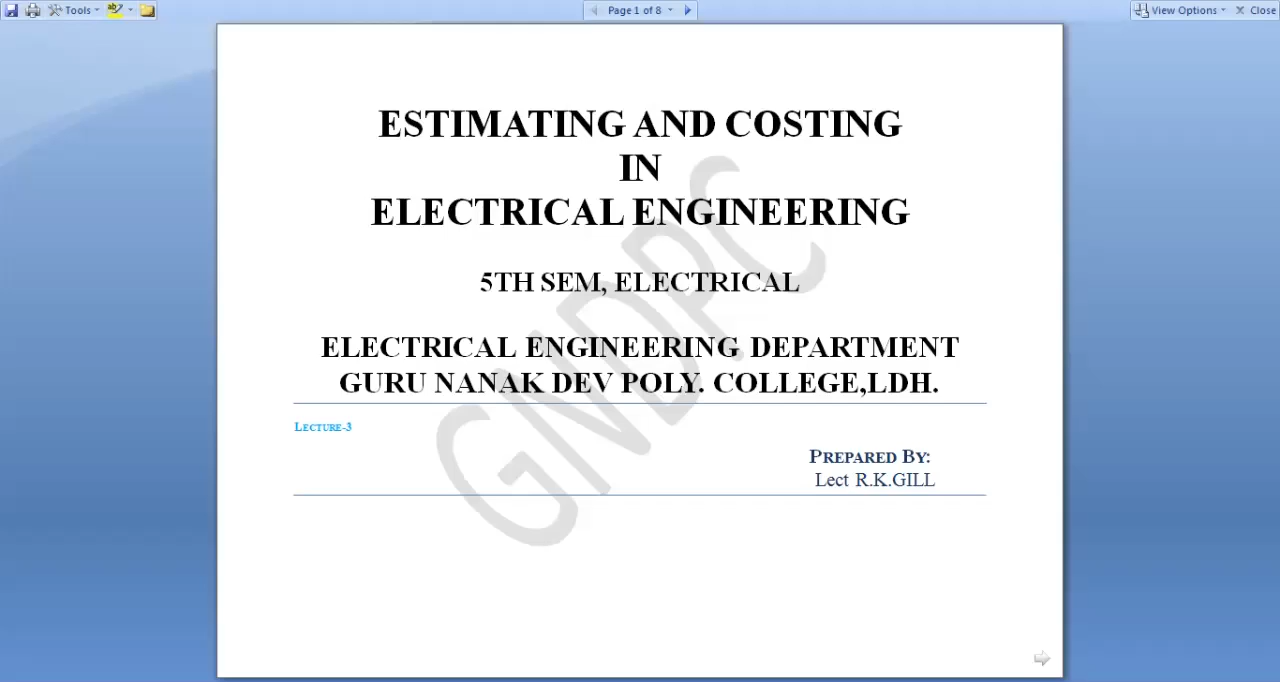 Tools
Page 1 of 8
View Options
Close
ESTIMATING AND COSTING
IN
ELECTRICAL ENGINEERING
5TH SEM, ELECTRICAL
ELECTRICAL ENGINEERING DEPARTMENT
GURU NANAK DEV POLY. COLLEGE,LDH.
LECTURE-3
PREPARED BY:
Lect R.K.GILL
GNDPC